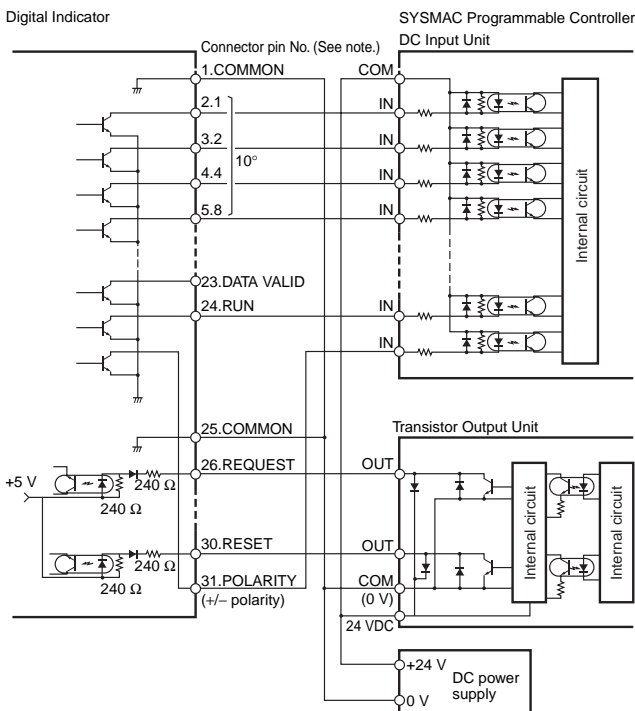 Digital Indicator
SYSMAC Programmable Controller
DC Input Unit
Connector pin No. (See note.)
1.COMMON
COM
2.1
IN
3.2
IN
10°
4.4
IN
5.8
IN
Internal circuit
23.DATA VALID
24.RUN
IN
IN
25.COMMON
Transistor Output Unit
26.REQUEST
OUT
+5 V
240 Ω
240 Ω
Internal circuit
Internal circuit
30.RESET
OUT
240 Ω
240 Ω
31.POLARITY
(+/− polarity)
COM
(0 V)
24 VDC
+24 V
DC power
supply
0 V